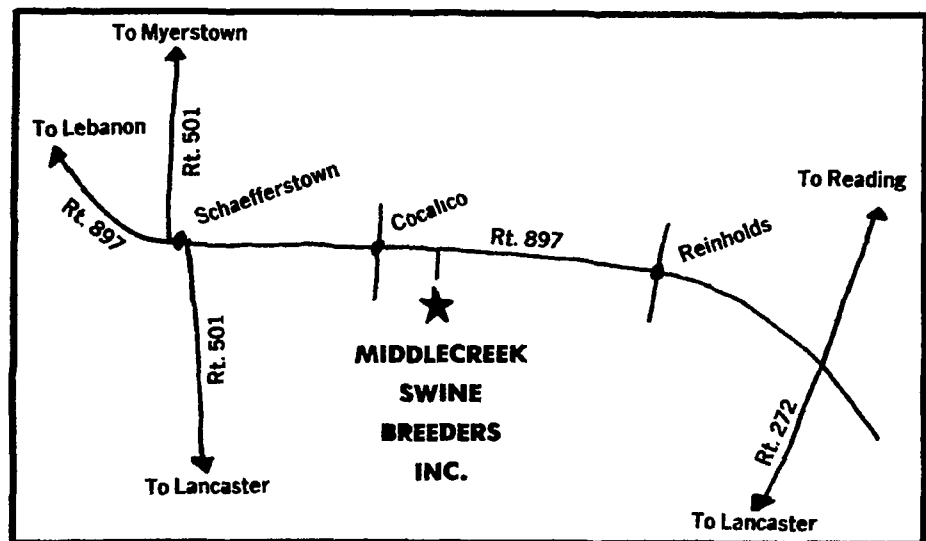 To Myerstown
To Lebanon
Rt. 501
Rt. 897
Schaefferstown
Cocalico
Rt. 897
Reinholds
To Reading
Rt. 501
MIDDLECREEK
SWINE
BREEDERS
INC.
Rt. 272
To Lancaster
To Lancaster